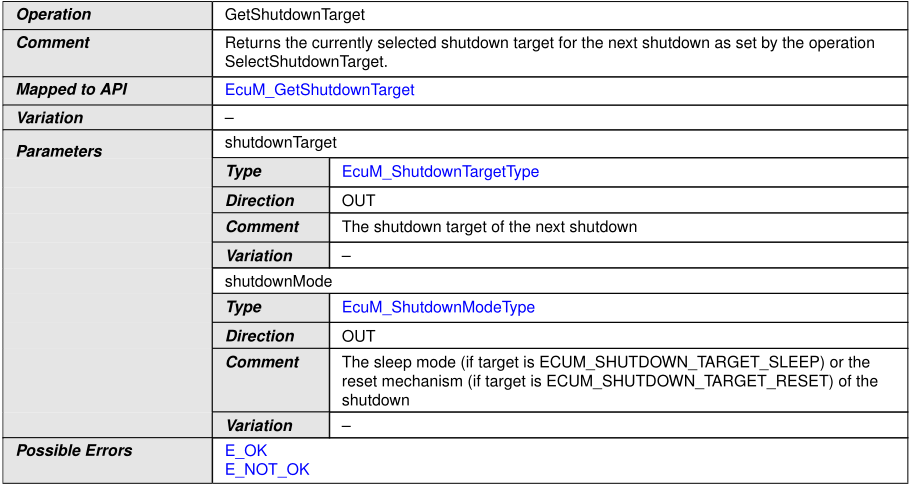 Operation GetShutdownTarget
Comment Returns the currently selected shutdown target for the next shutdown as set by the operation
SelectShutdownTarget.
Mapped to API EcuM_GetShutdownTarget
Variation –
Parameters shutdownTarget
Type EcuM_ShutdownTargetType
Direction OUT
Comment The shutdown target of the next shutdown
Variation –
shutdownMode
Type EcuM_ShutdownModeType
Direction OUT
Comment The sleep mode (if target is ECUM_SHUTDOWN_TARGET_SLEEP) or the
reset mechanism (if target is ECUM_SHUTDOWN_TARGET_RESET) of the
shutdown
Variation –
Possible Errors E_OK
E_NOT_OK